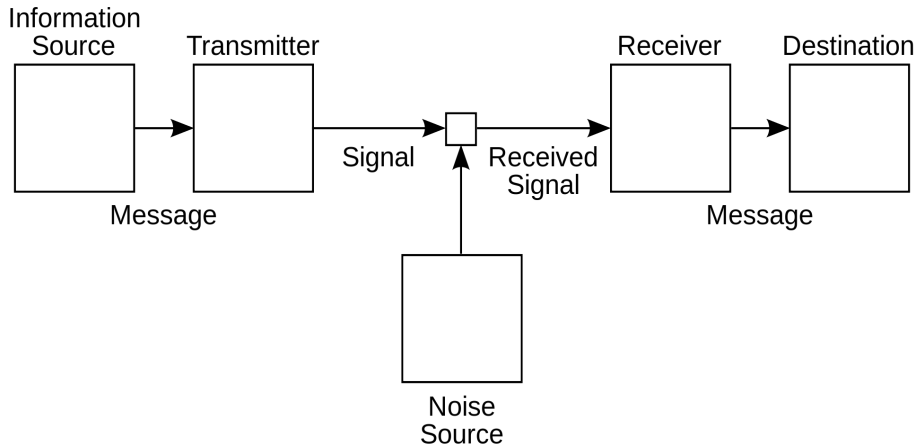 Information
Source
Transmitter
Receiver
Destination
Signal
Received
Signal
Message
Message
Noise
Source